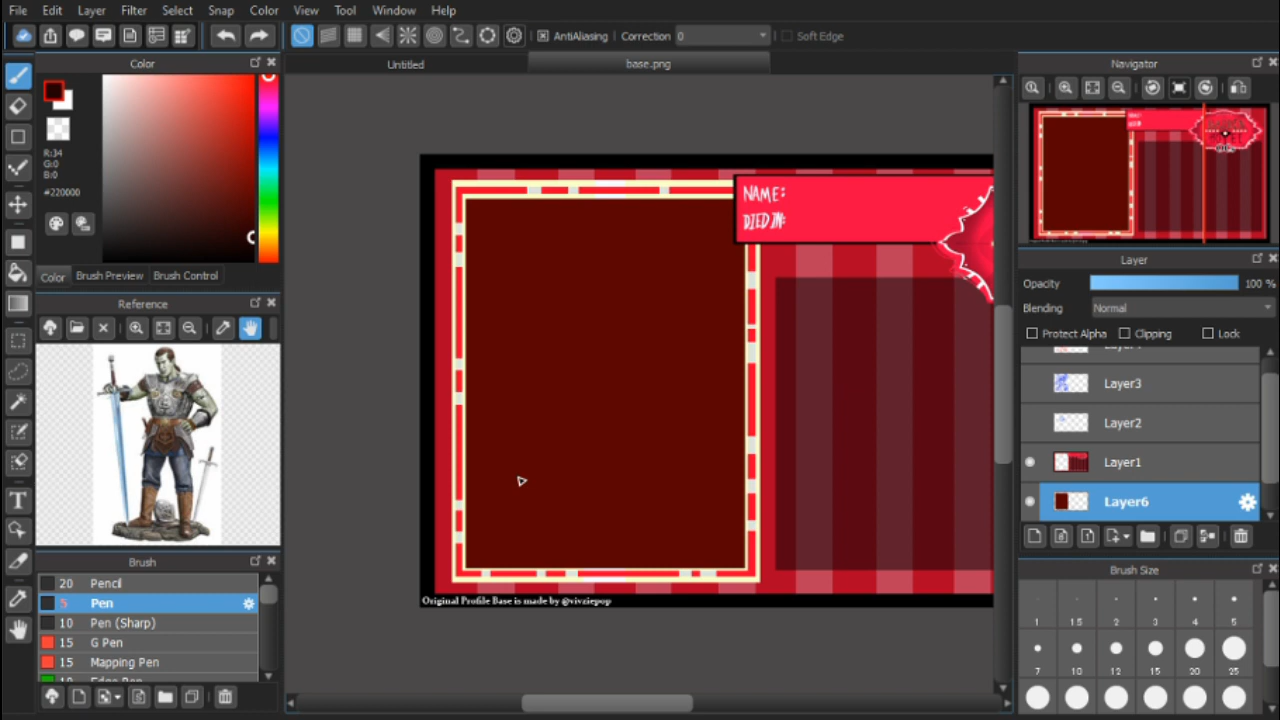 File Edit Layer Filter Select Snap Color View Tool Window Help
AntiAliasing Correction 0 Soft Edge
Color
Untitled
base.png
Navigator
R:34
G:0
B:0
#220000
Color Brush Preview Brush Control
Reference
NAME:
DIED IN:
Original Profile Base is made by @vivziepop
Layer
Opacity 100 %
Blending Normal
Protect Alpha Clipping Lock
Layer3
Layer2
Layer1
Layer6
Brush
20 Pencil
5 Pen
10 Pen (Sharp)
15 G Pen
15 Mapping Pen
Brush Size
1 1.5 2 3 4 5
7 10 12 15 20 25